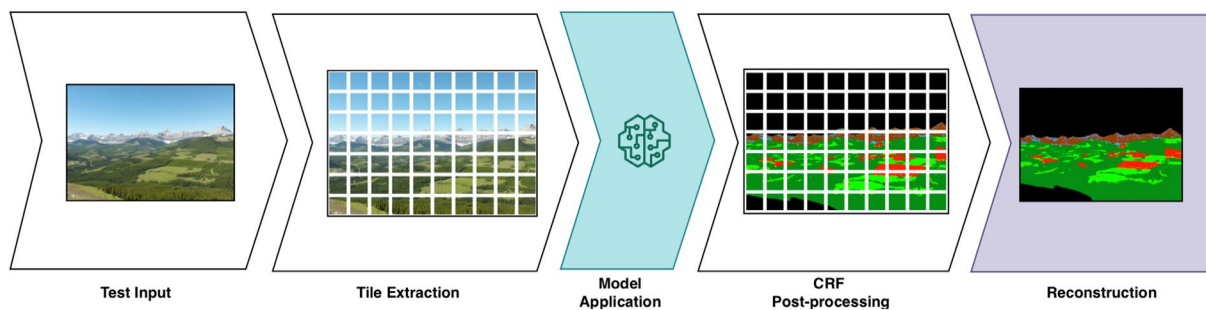 Test Input
Tile Extraction
Model
Application
CRF
Post-processing
Reconstruction